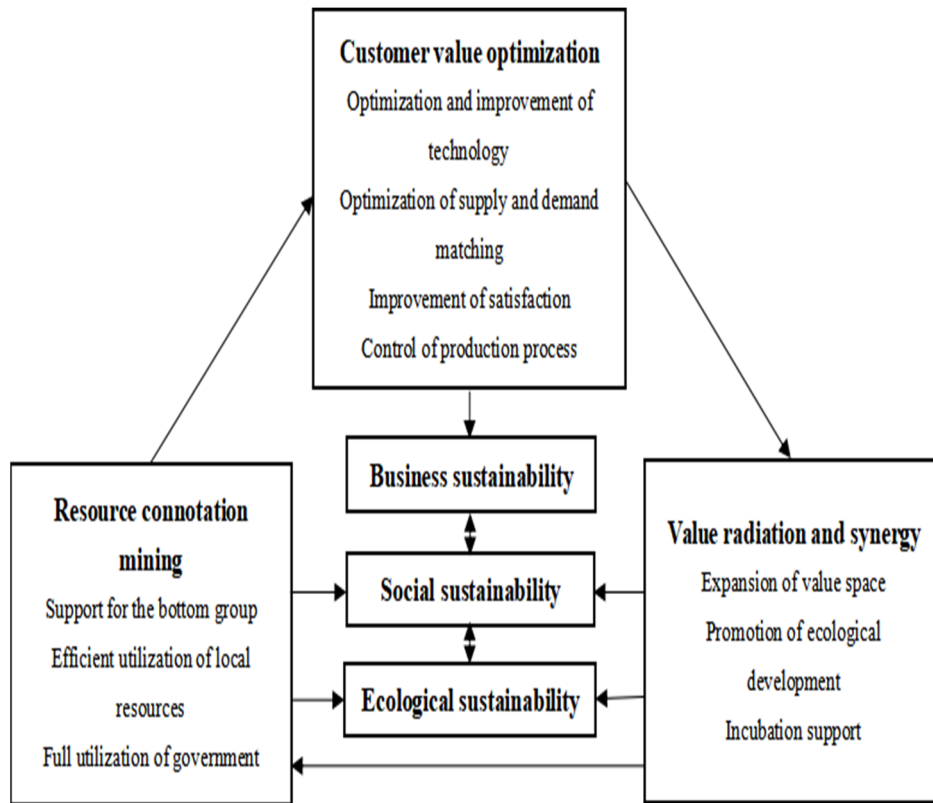 Customer value optimization
Optimization and improvement of
technology
Optimization of supply and demand
matching
Improvement of satisfaction
Control of production process
Business sustainability
Resource connotation
mining
Support for the bottom group
Efficient utilization of local
resources
Full utilization of government
Social sustainability
Ecological sustainability
Value radiation and synergy
Expansion of value space
Promotion of ecological
development
Incubation support